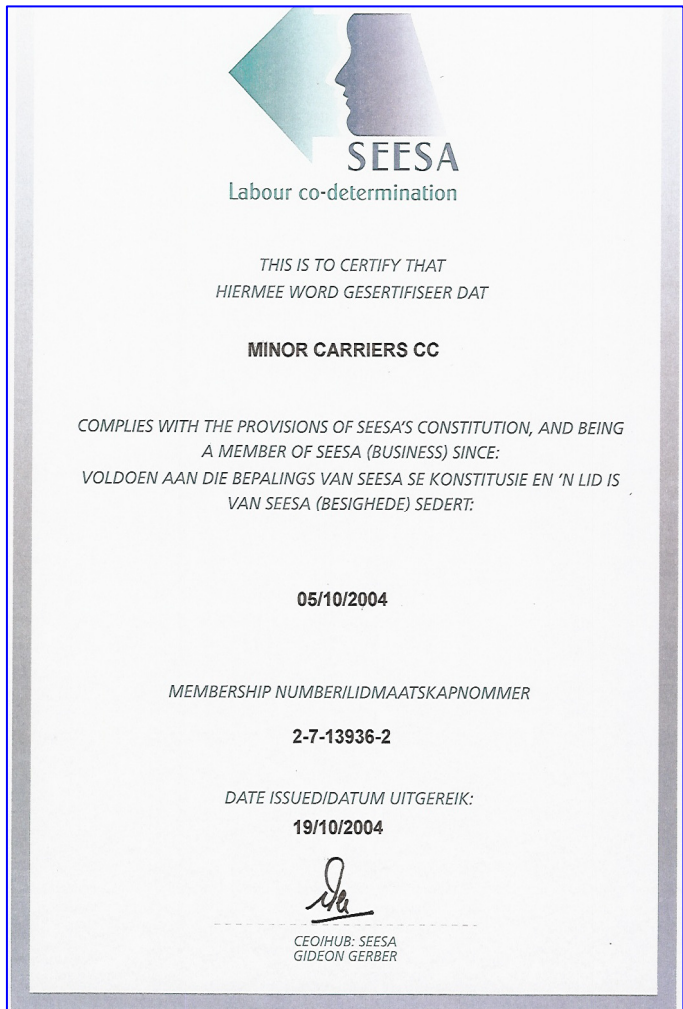 SEESA
Labour co-determination
THIS IS TO CERTIFY THAT
HIERMEE WORD GESERTIFISEER DAT
MINOR CARRIERS CC
COMPLIES WITH THE PROVISIONS OF SEESA'S CONSTITUTION, AND BEING
A MEMBER OF SEESA (BUSINESS) SINCE:
VOLDOEN AAN DIE BEPALINGS VAN SEESA SE KONSTITUSIE EN 'N LID IS
VAN SEESA (BESIGHEDE) SEDERT:
05/10/2004
MEMBERSHIP NUMBER/LIDMAATSKAPNOMMER
2-7-13936-2
DATE ISSUED/DATUM UITGEREIK:
19/10/2004
CEO/HUB: SEESA
GIDEON GERBER